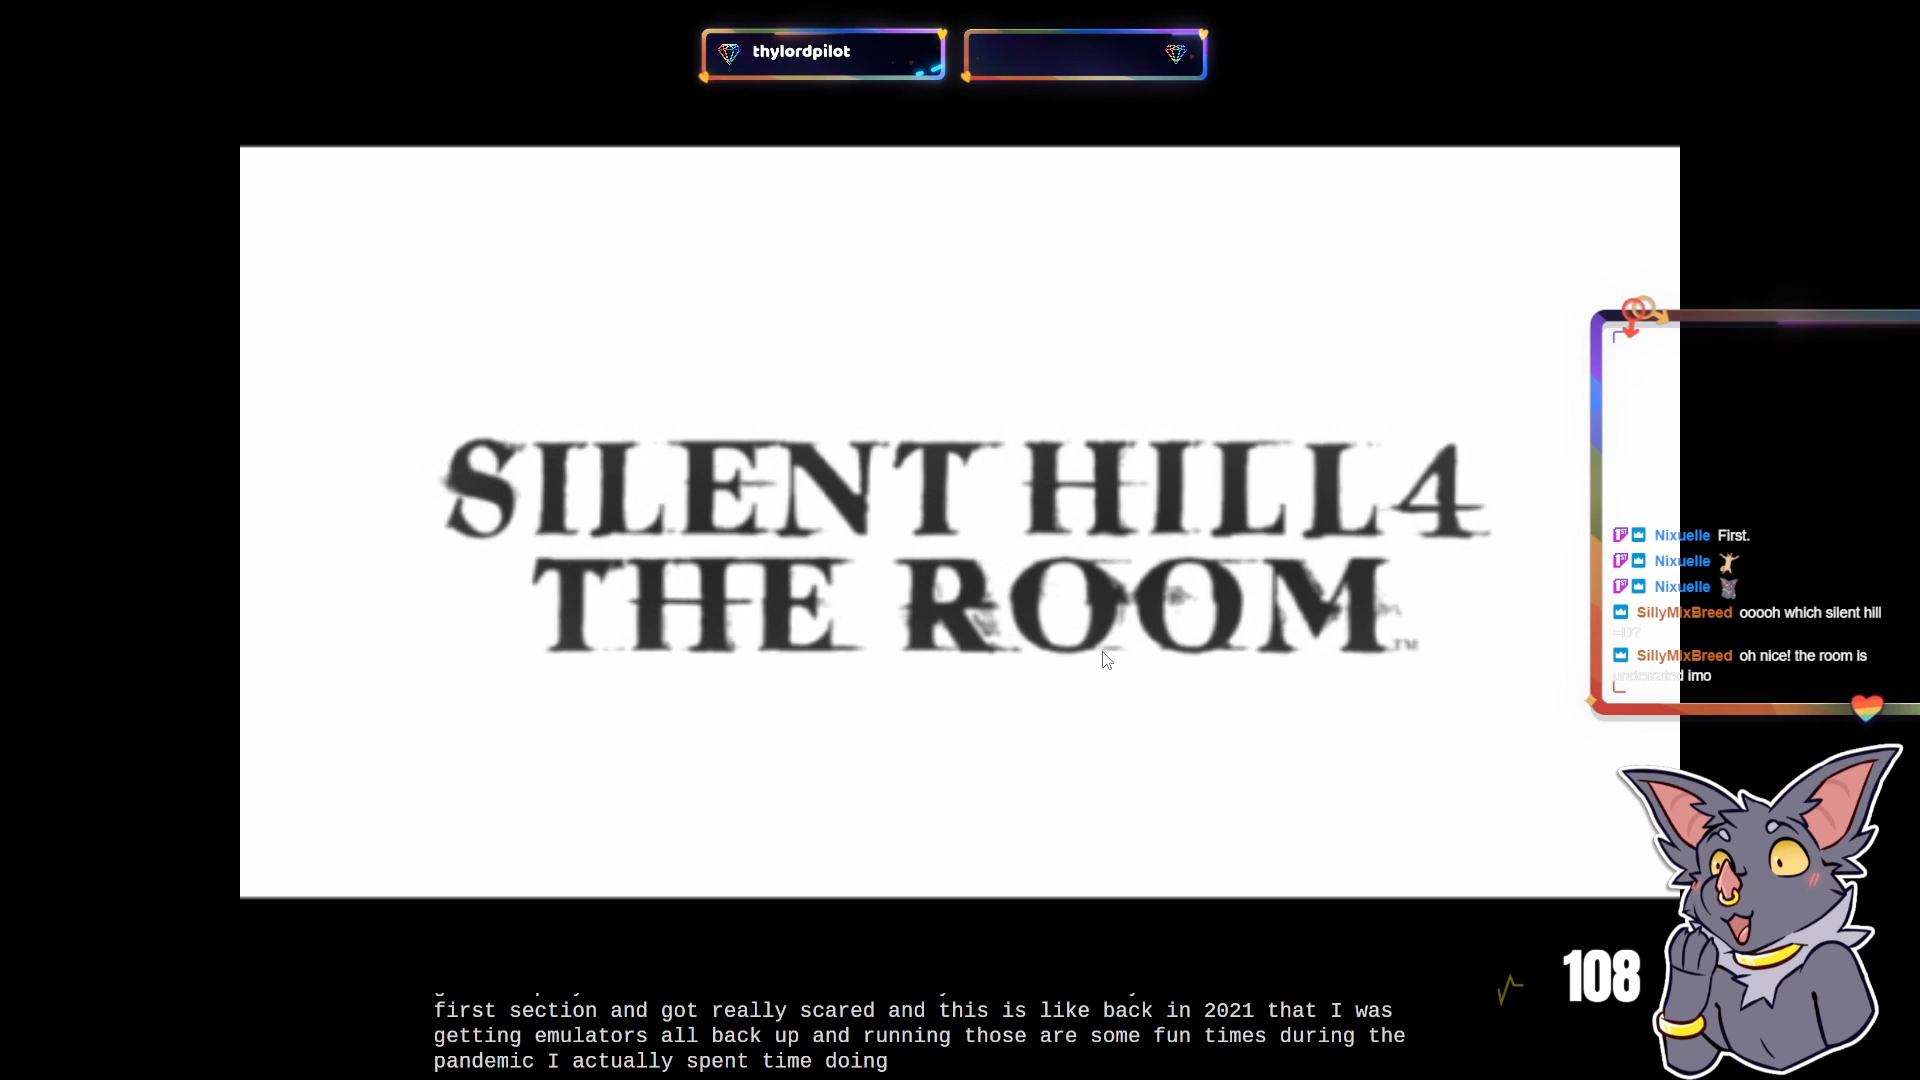 thylordpilot
SILENT HILL 4
THE ROOM™
Nixuelle First.
Nixuelle
Nixuelle
SillyMixBreed ooooh which silent hill
=D?
SillyMixBreed oh nice! the room is
underrated imo
108
first section and got really scared and this is like back in 2021 that I was
getting emulators all back up and running those are some fun times during the
pandemic I actually spent time doing